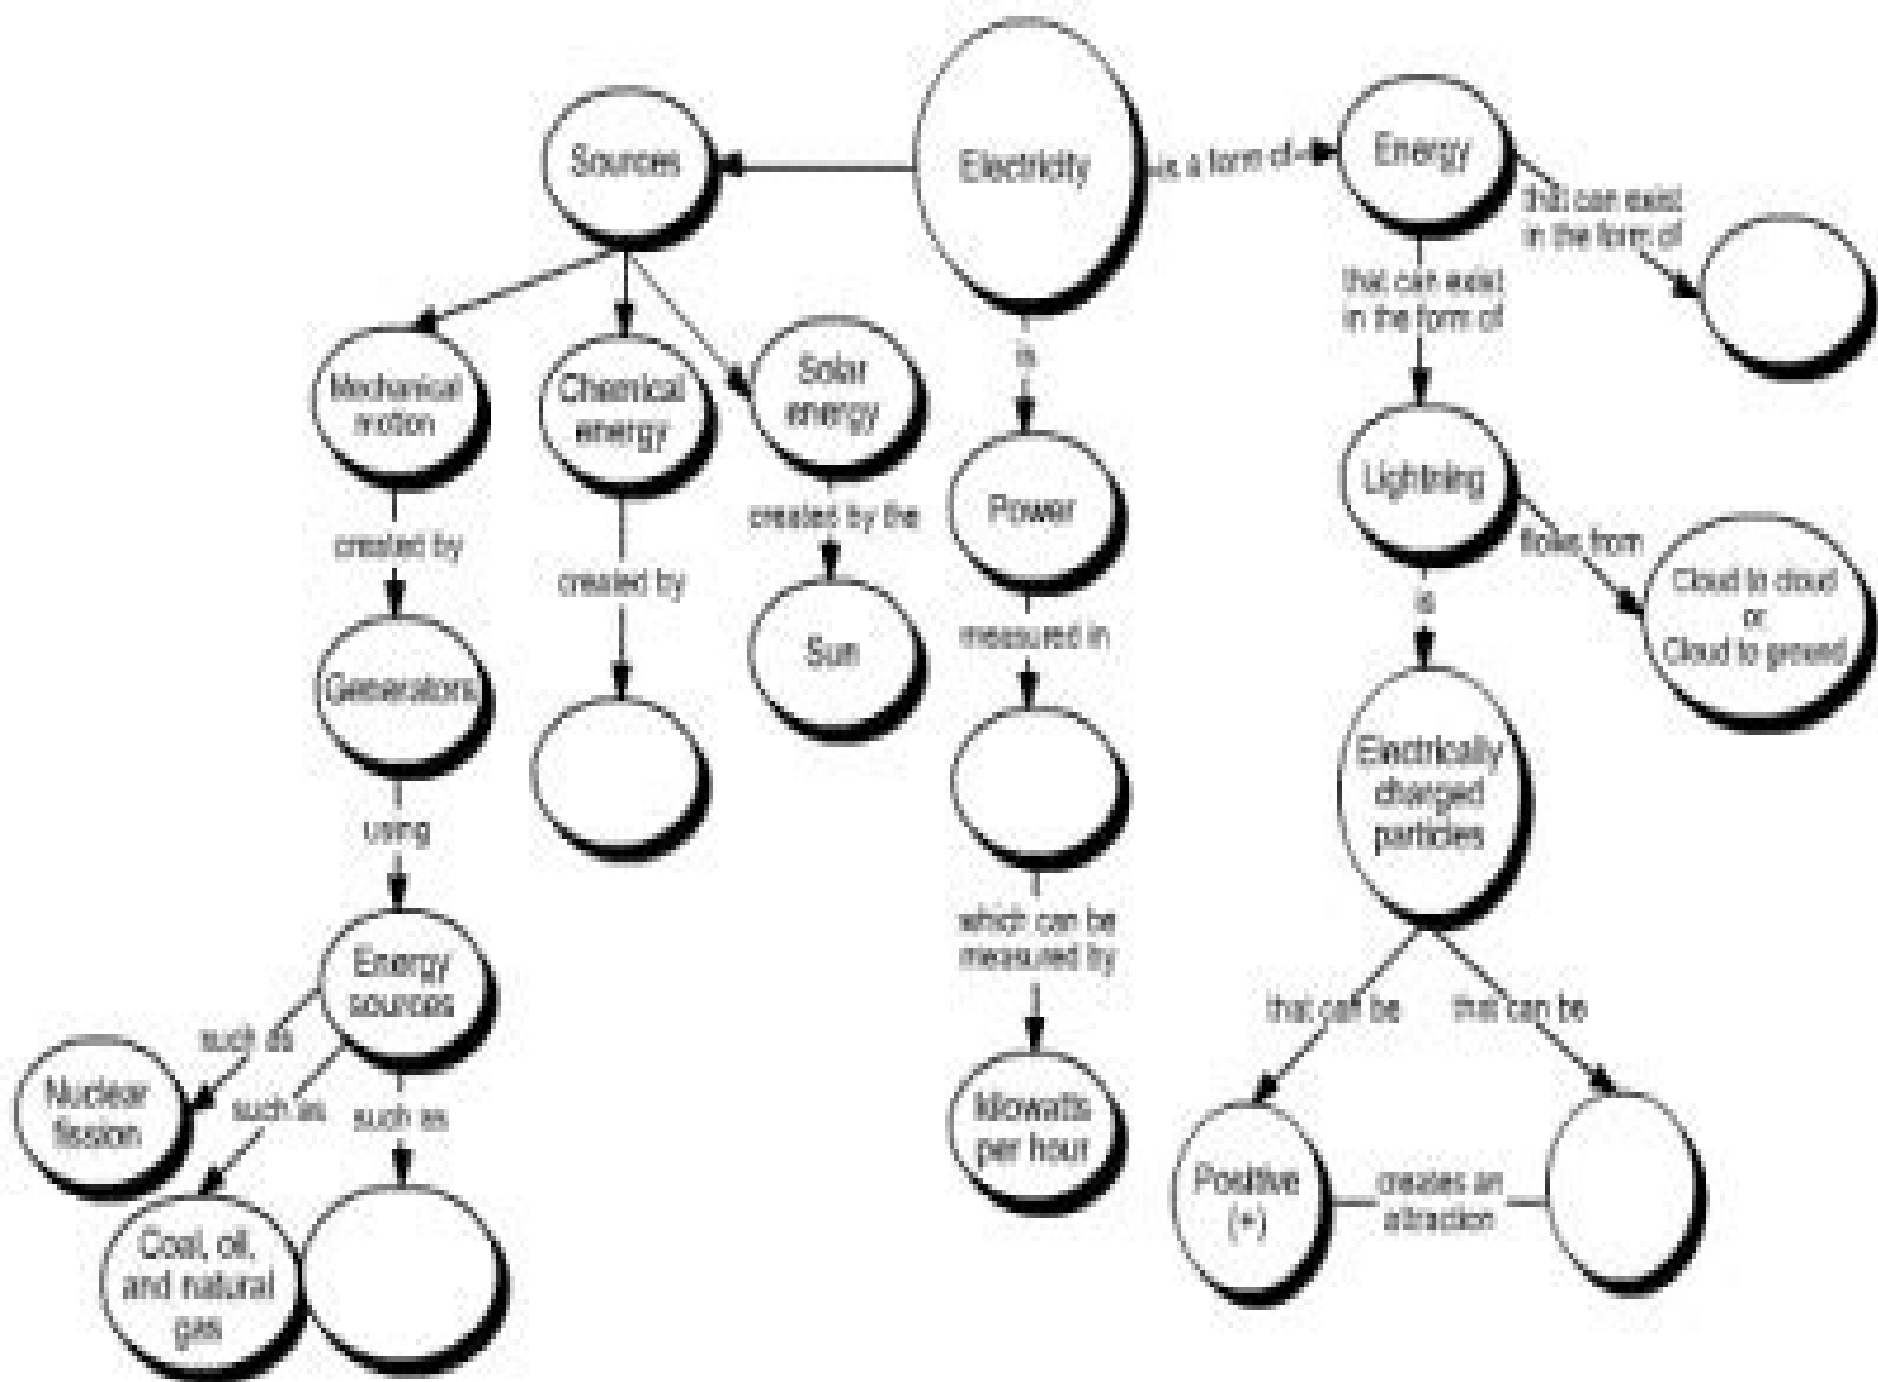 Sources
Electricity
is a form of
Energy
that can exist
in the form of
that can exist
in the form of
Mechanical
motion
Chemical
energy
Solar
energy
is
Power
Lightning
created by
created by
created by the
Sun
measured in
flows from
Cloud to cloud
or
Cloud to ground
is
Generators
using
Electrically
charged
particles
which can be
measured by
Energy
sources
such as
such as
such as
Nuclear
fission
Coal, oil,
and natural
gas
kilowatts
per hour
that can be
that can be
Positive
(+)
creates an
attraction